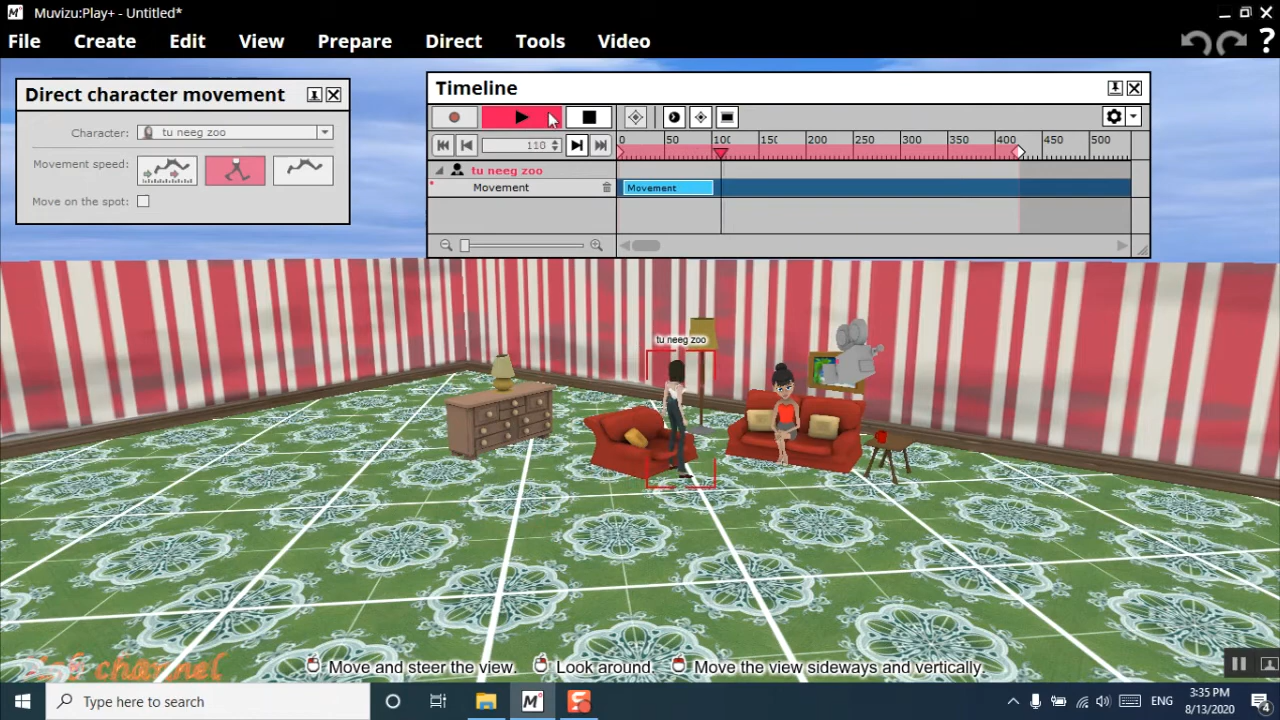 Muvizu:Play+ - Untitled*
File Create Edit View Prepare Direct Tools Video ?
Direct character movement
Character: tu neeg zoo
Movement speed:
Move on the spot:
Timeline
110
0 50 100 150 200 250 300 350 400 450 500
tu neeg zoo
Movement Movement
tu neeg zoo
channel
Move and steer the view. Look around. Move the view sideways and vertically.
Type here to search
ENG
3:35 PM
8/13/2020
4